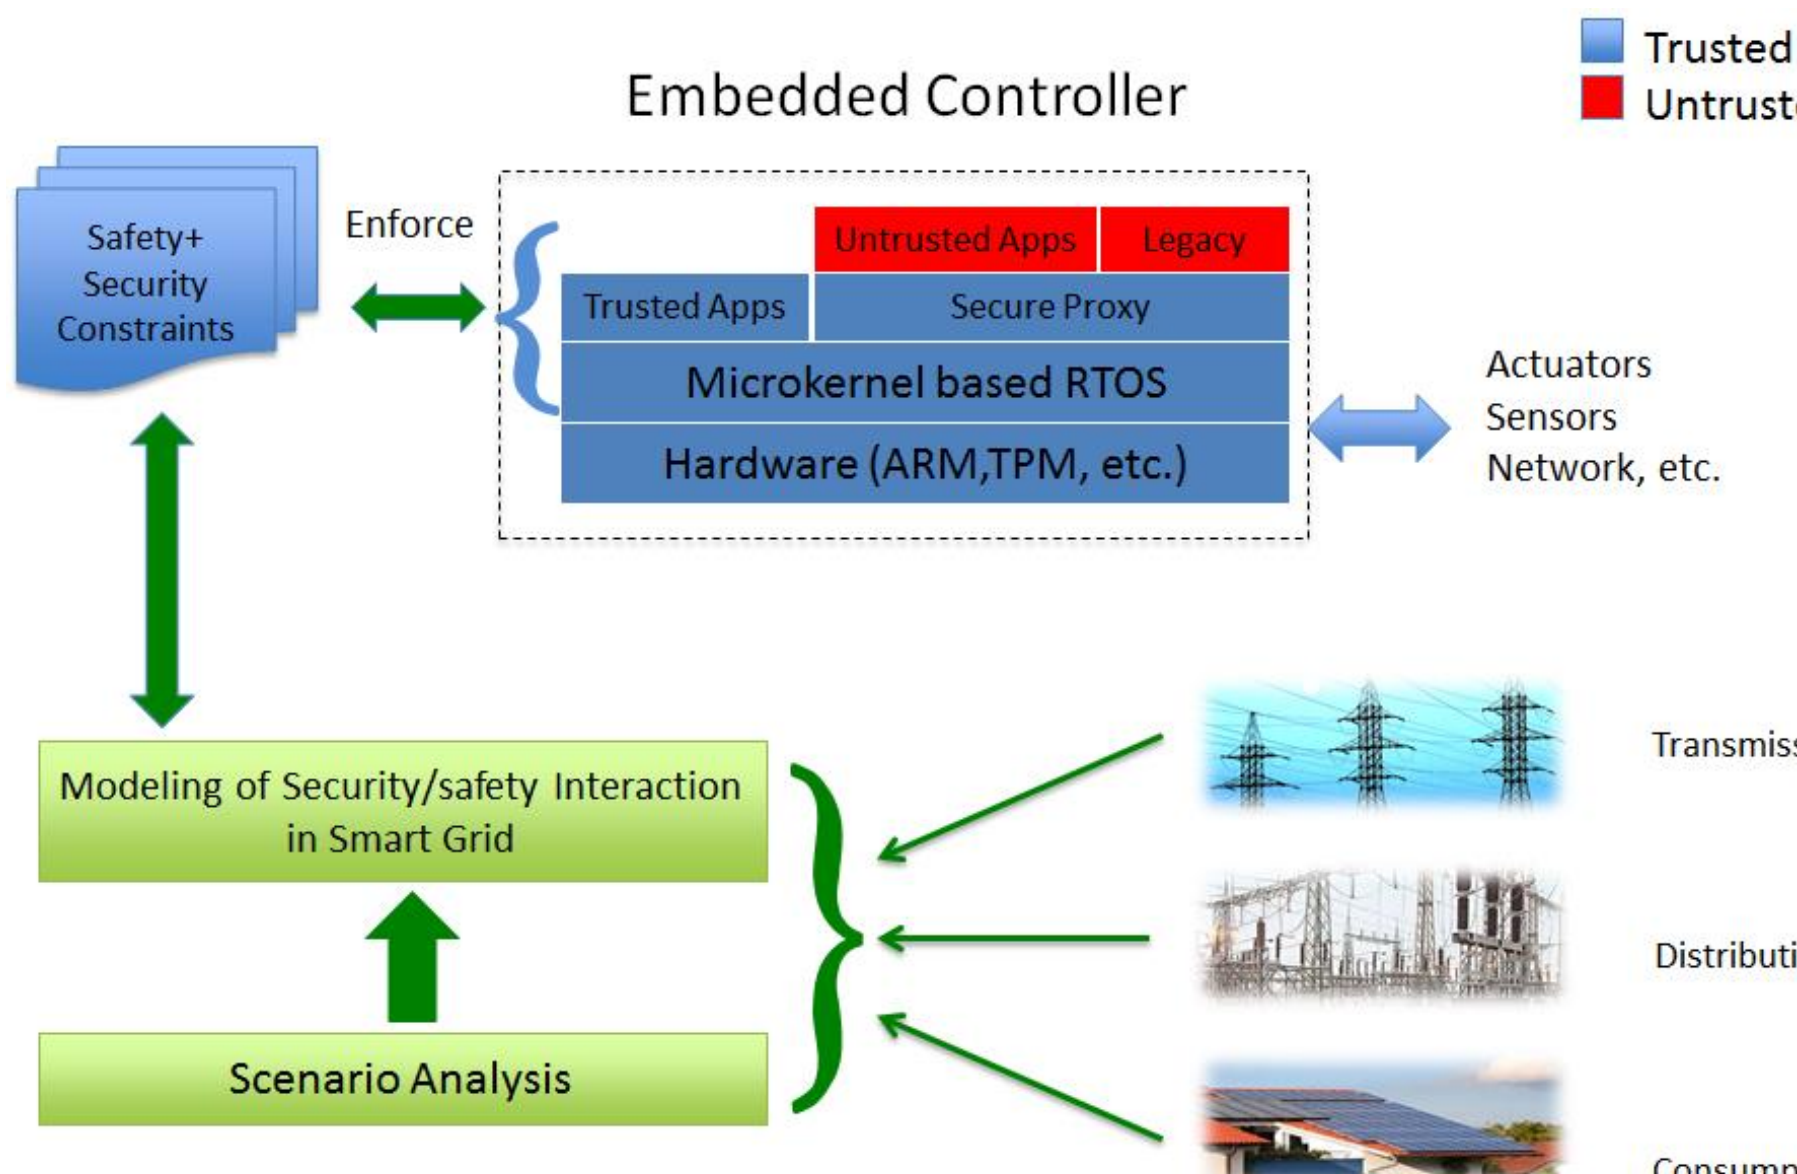 Trusted
Embedded Controller
Safety+
Security
Constraints
Enforce
Untrusted Apps
Legacy
Trusted Apps
Secure Proxy
Microkernel based RTOS
Hardware (ARM,TPM, etc.)
Actuators
Sensors
Network, etc.
Modeling of Security/safety Interaction
in Smart Grid
Scenario Analysis